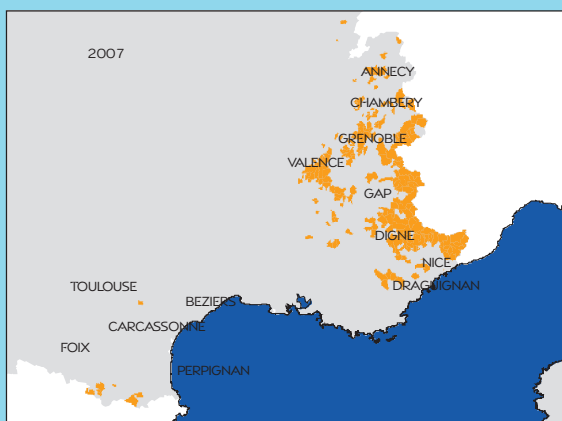 2007
ANNECY
CHAMBERY
GRENOBLE
VALENCE
GAP
DIGNE
NICE
DRAGUIGNAN
TOULOUSE
BEZIERS
CARCASSONNE
FOIX
PERPIGNAN